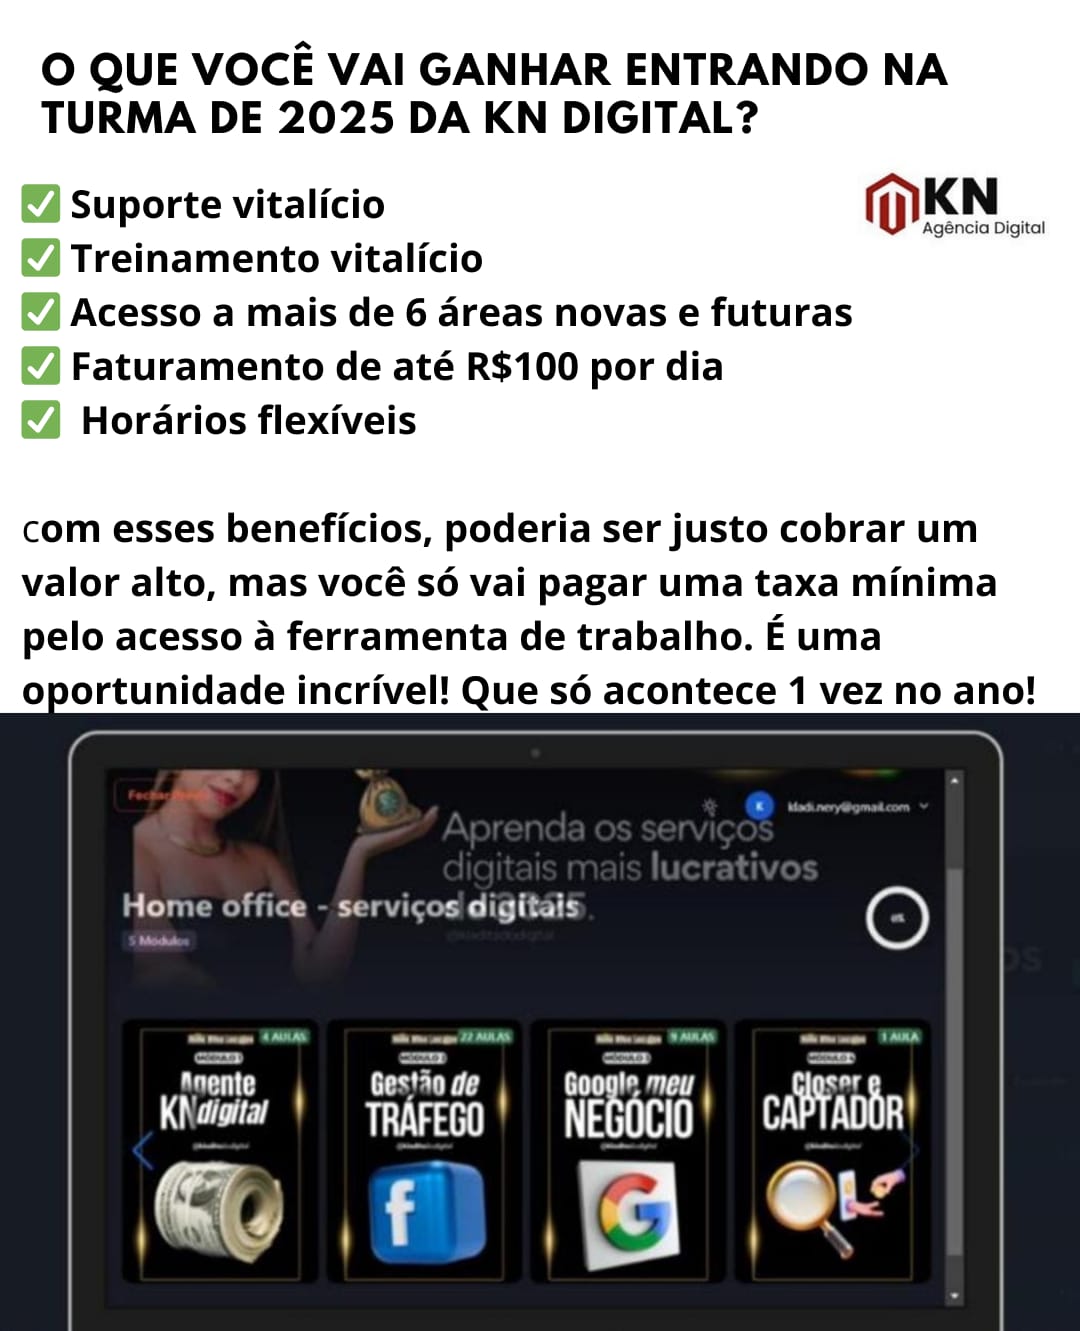 O QUE VOCÊ VAI GANHAR ENTRANDO NA
TURMA DE 2025 DA KN DIGITAL?
✅ Suporte vitalício
✅ Treinamento vitalício
✅ Acesso a mais de 6 áreas novas e futuras
✅ Faturamento de até R$100 por dia
✅ Horários flexíveis
KN
Agência Digital
com esses benefícios, poderia ser justo cobrar um
valor alto, mas você só vai pagar uma taxa mínima
pelo acesso à ferramenta de trabalho. É uma
oportunidade incrível! Que só acontece 1 vez no ano!
Fechar
K
kladi.nery@gmail.com
Aprenda os serviços
digitais mais lucrativos
Home office - serviços digitais
5 Módulos
4 AULAS
MÓDULO 1
Agente
KN digital
22 AULAS
MÓDULO 2
Gestão de
TRÁFEGO
9 AULAS
MÓDULO 3
Google meu
NEGÓCIO
1 AULA
MÓDULO 4
Closer e
CAPTADOR